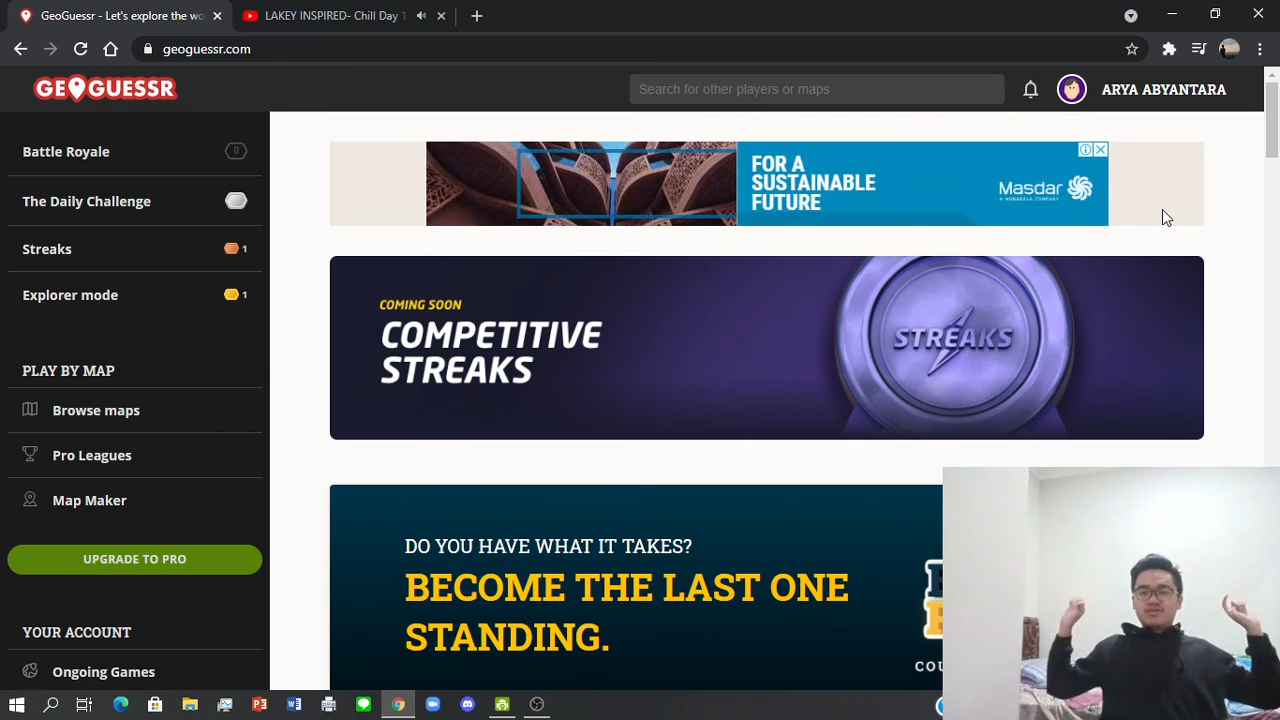 GeoGuessr - Let's explore the wo
LAKEY INSPIRED- Chill Day
geoguessr.com
GEOGUESSR
Search for other players or maps
ARYA ABYANTARA
Battle Royale 0
The Daily Challenge
Streaks 1
Explorer mode 1
PLAY BY MAP
Browse maps
Pro Leagues
Map Maker
UPGRADE TO PRO
YOUR ACCOUNT
Ongoing Games
FOR A
SUSTAINABLE
FUTURE
Masdar
A MUBADALA COMPANY
COMING SOON
COMPETITIVE
STREAKS
STREAKS
DO YOU HAVE WHAT IT TAKES?
BECOME THE LAST ONE
STANDING.